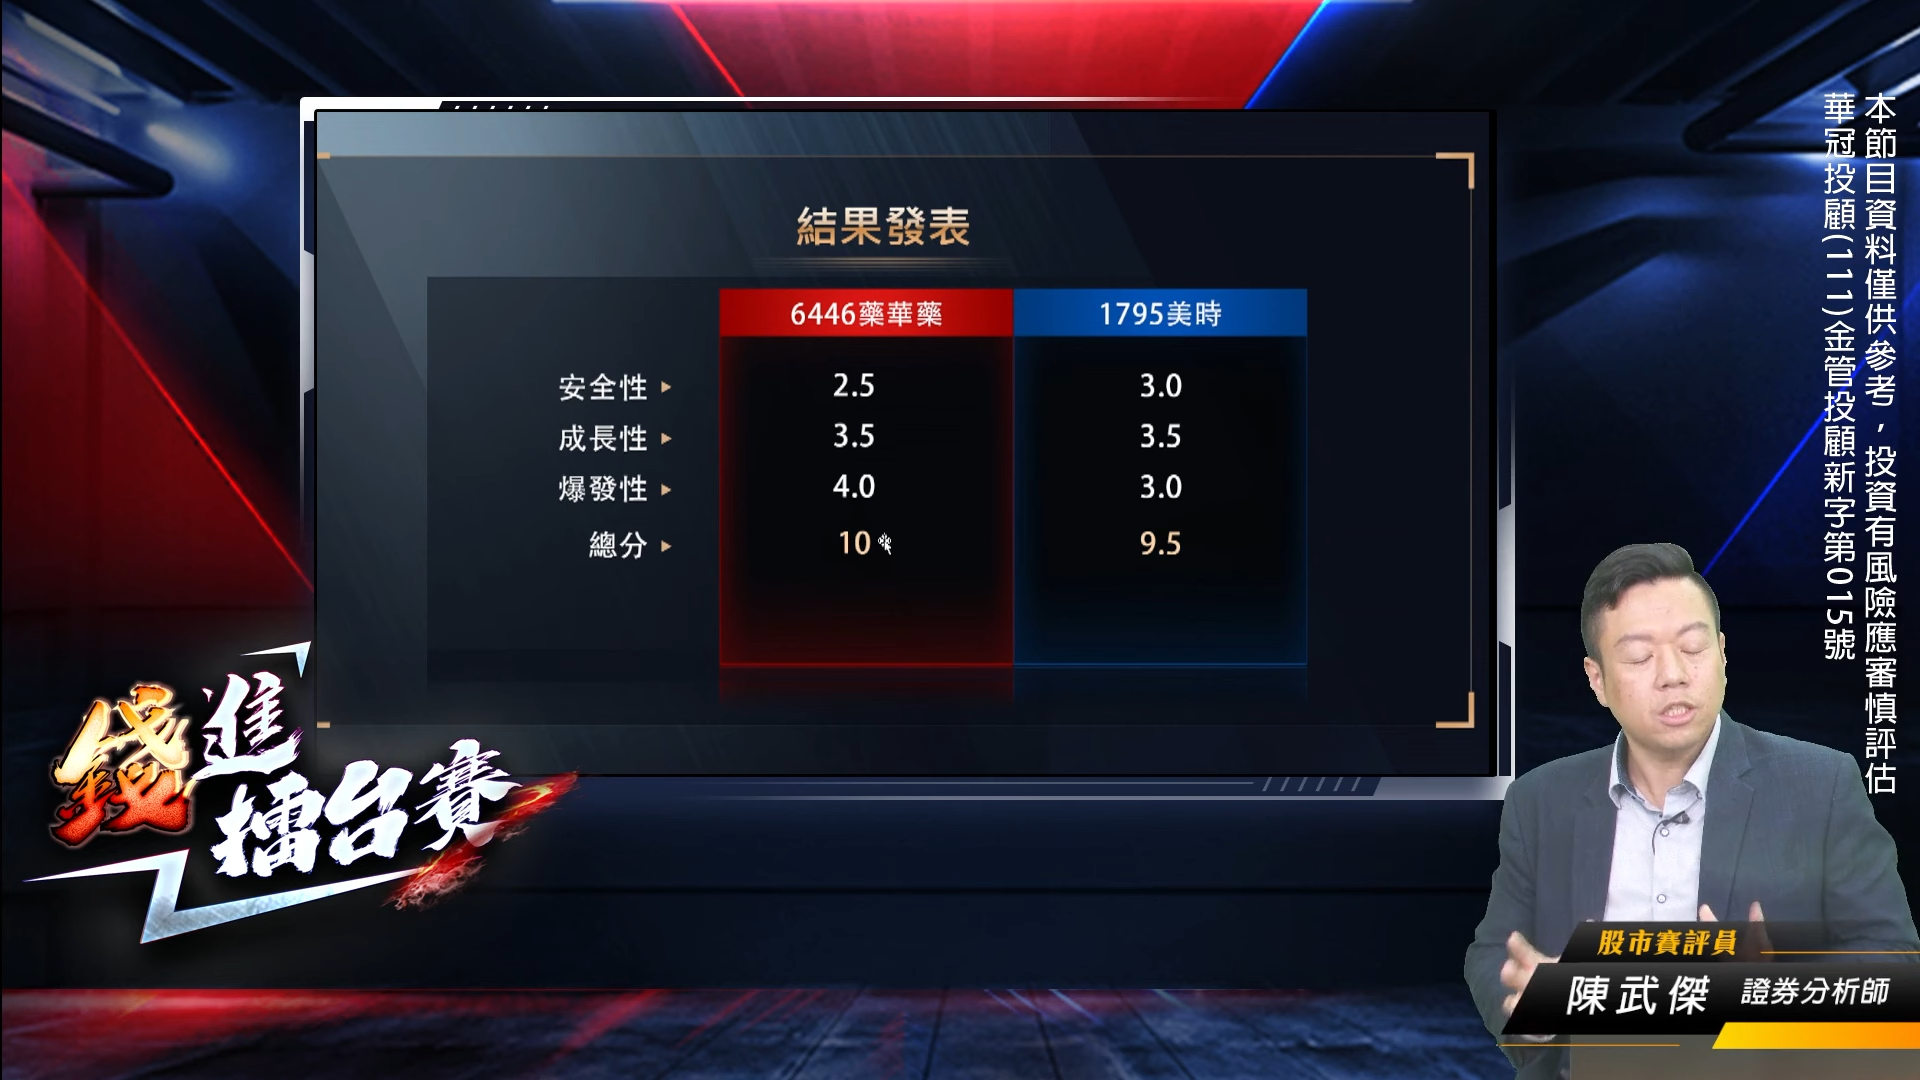 結果發表
6446藥華藥 1795美時
安全性 2.5 3.0
成長性 3.5 3.5
爆發性 4.0 3.0
總分 10 9.5
本節目資料僅供參考，投資有風險應審慎評估
華冠投顧(111)金管投顧新字第015號
錢進
擂台賽
股市賽評員
陳武傑 證券分析師